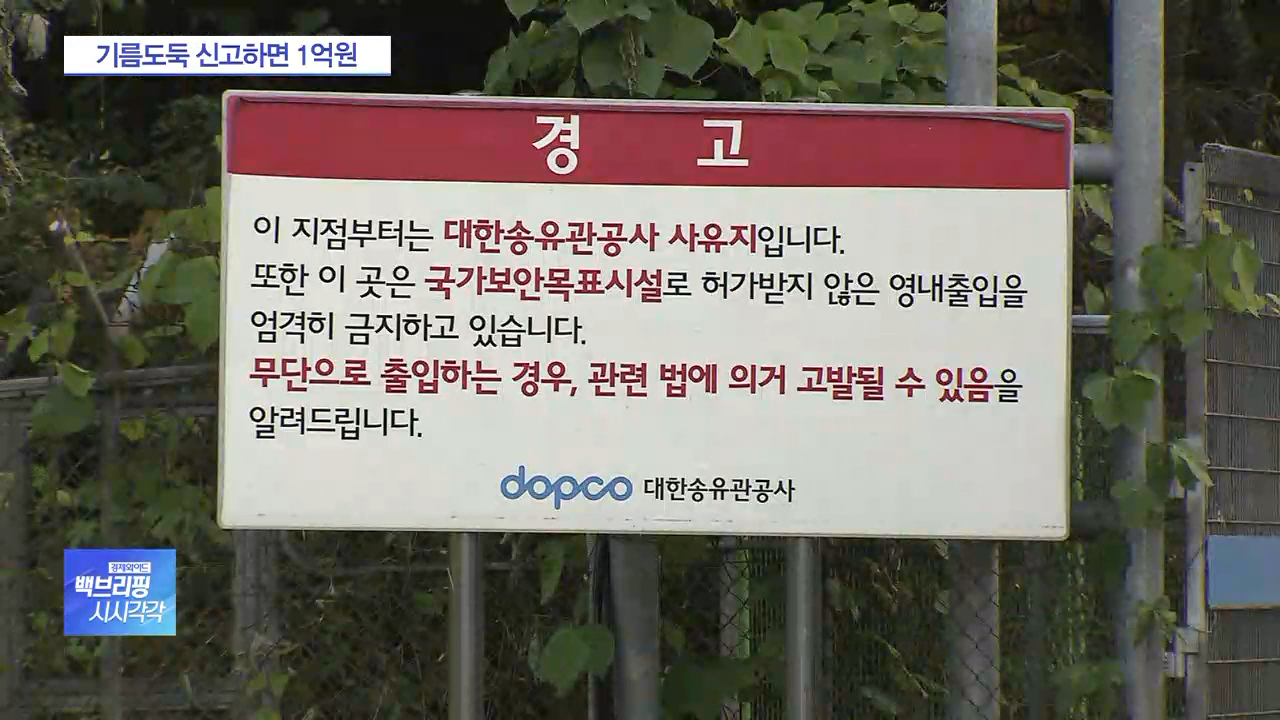 기름도둑 신고하면 1억원
경 고
이 지점부터는 대한송유관공사 사유지입니다.
또한 이 곳은 국가보안목표시설로 허가받지 않은 영내출입을
엄격히 금지하고 있습니다.
무단으로 출입하는 경우, 관련 법에 의거 고발될 수 있음을
알려드립니다.
dopco 대한송유관공사
경제와이드
백브리핑
시시각각